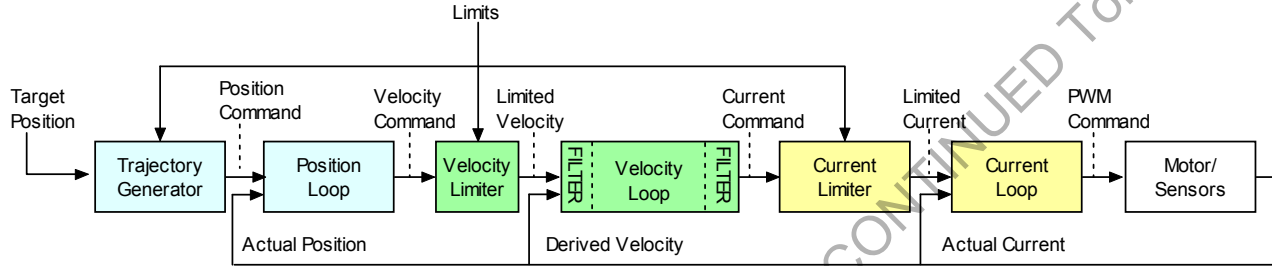 Limits
Target
Position
Position
Command
Velocity
Command
Limited
Velocity
Current
Command
Limited
Current
PWM
Command
Trajectory
Generator
Position
Loop
Velocity
Limiter
FILTER
Velocity
Loop
FILTER
Current
Limiter
Current
Loop
Motor/
Sensors
Actual Position
Derived Velocity
Actual Current
CONTINUED